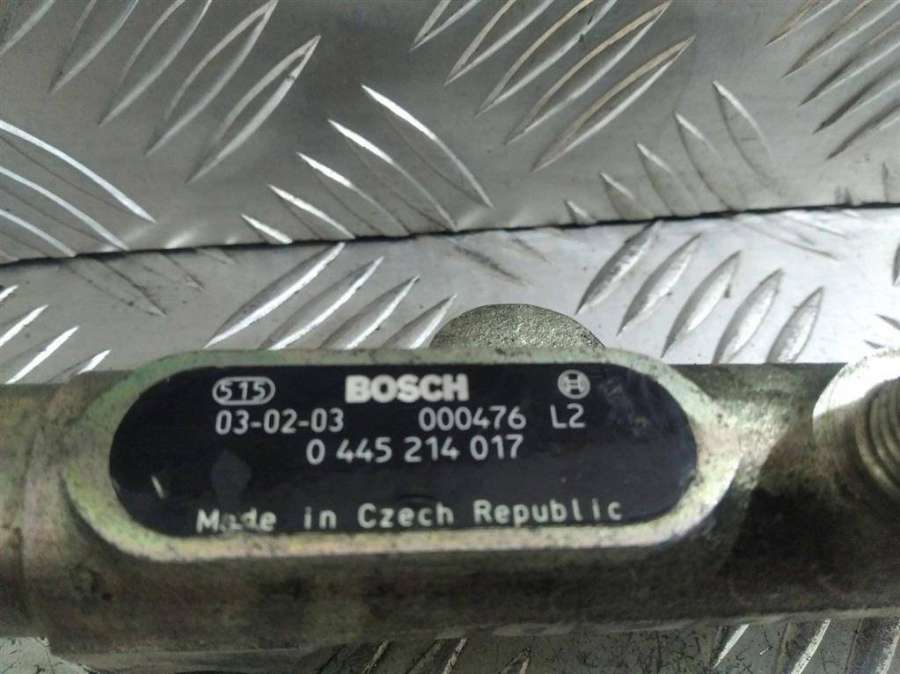 515 BOSCH
03-02-03 000476 L2
0 445 214 017
Made in Czech Republic